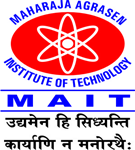 MAHARAJA AGRASEN
INSTITUTE OF TECHNOLOGY
MAIT
उद्यमेन हि सिध्यन्ति
कार्याणि न मनोरथैः